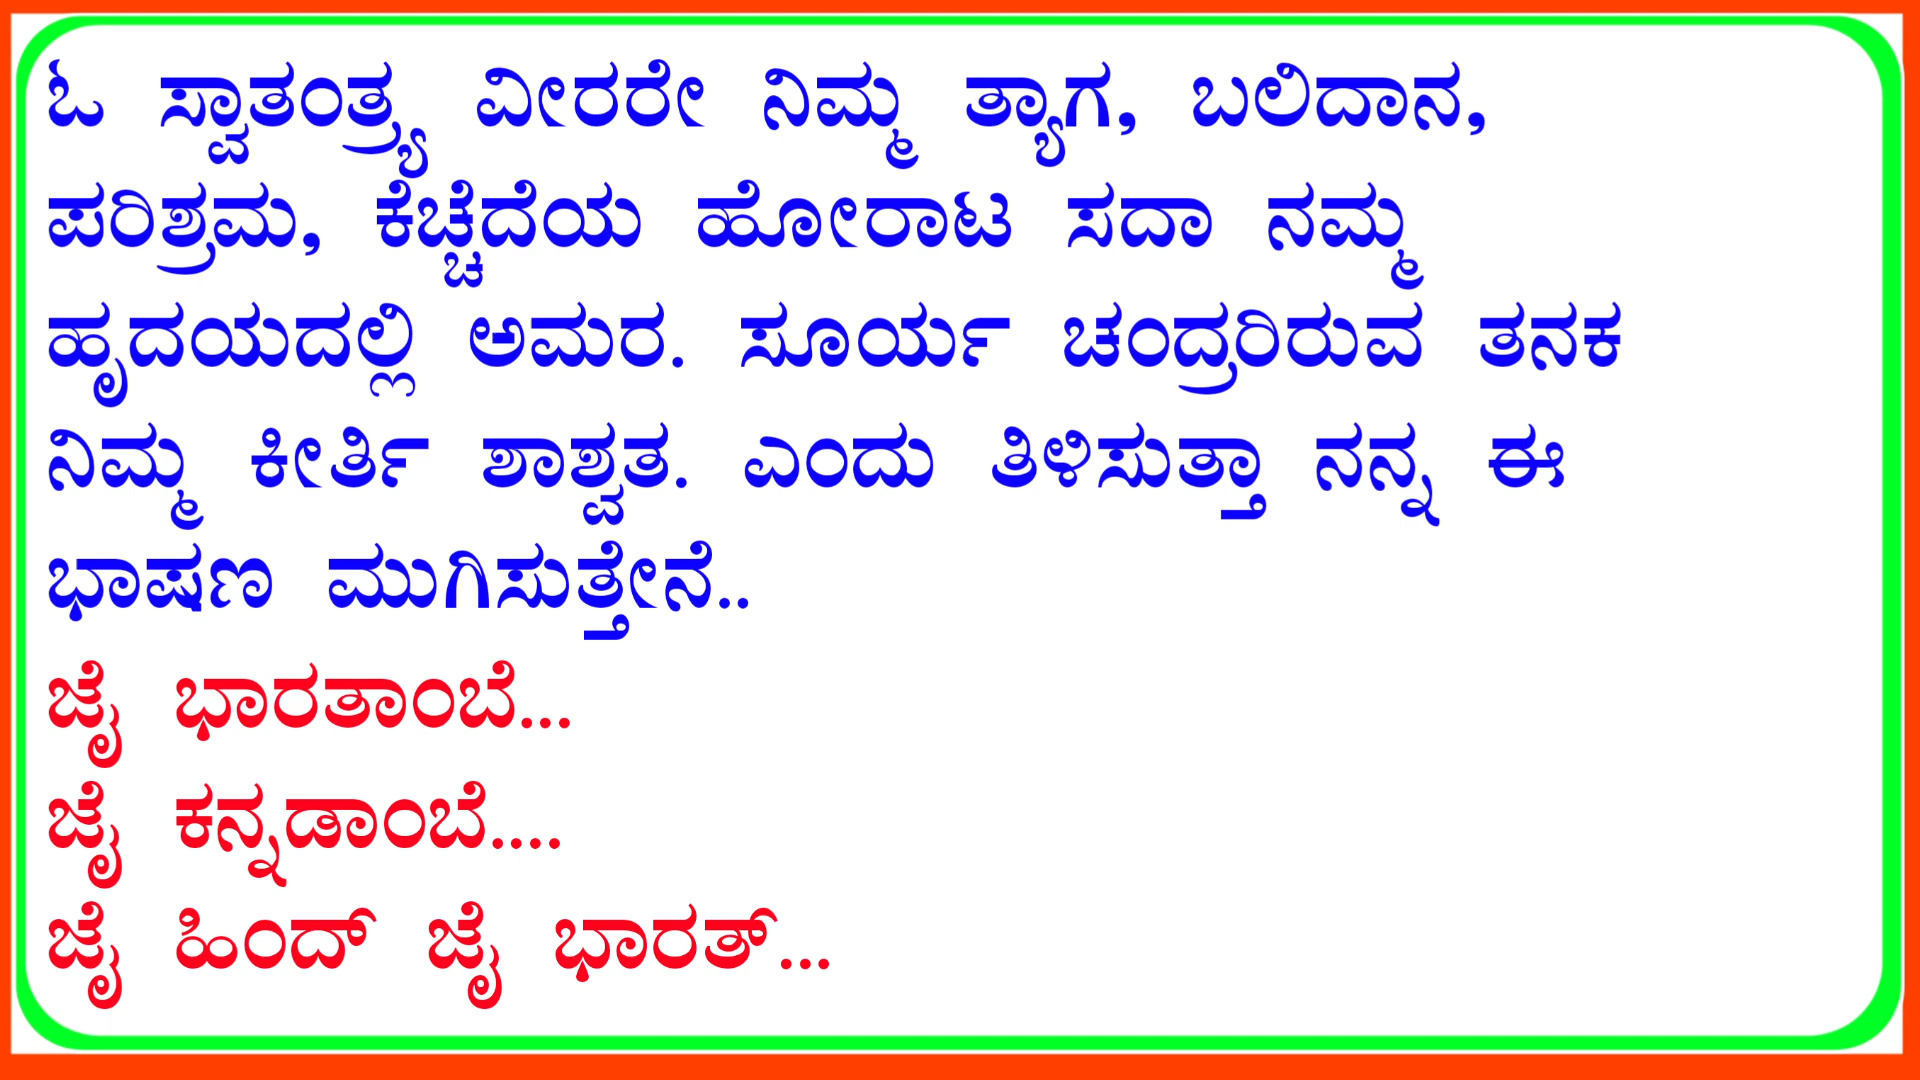 ಓ ಸ್ವಾತಂತ್ರ್ಯ ವೀರರೇ ನಿಮ್ಮ ತ್ಯಾಗ, ಬಲಿದಾನ,
ಪರಿಶ್ರಮ, ಕೆಚ್ಚೆದೆಯ ಹೋರಾಟ ಸದಾ ನಮ್ಮ
ಹೃದಯದಲ್ಲಿ ಅಮರ. ಸೂರ್ಯ ಚಂದ್ರರಿರುವ ತನಕ
ನಿಮ್ಮ ಕೀರ್ತಿ ಶಾಶ್ವತ. ಎಂದು ತಿಳಿಸುತ್ತಾ ನನ್ನ ಈ
ಭಾಷಣ ಮುಗಿಸುತ್ತೇನೆ..
ಜೈ ಭಾರತಾಂಬೆ...
ಜೈ ಕನ್ನಡಾಂಬೆ....
ಜೈ ಹಿಂದ್ ಜೈ ಭಾರತ್...